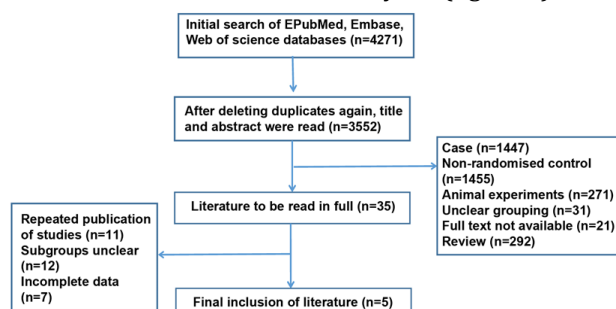 Initial search of EPubMed, Embase,
Web of science databases (n=4271)
After deleting duplicates again, title
and abstract were read (n=3552)
Case (n=1447)
Non-randomised control
(n=1455)
Animal experiments (n=271)
Unclear grouping (n=31)
Full text not available (n=21)
Review (n=292)
Literature to be read in full (n=35)
Repeated publication
of studies (n=11)
Subgroups unclear
(n=12)
Incomplete data
(n=7)
Final inclusion of literature (n=5)